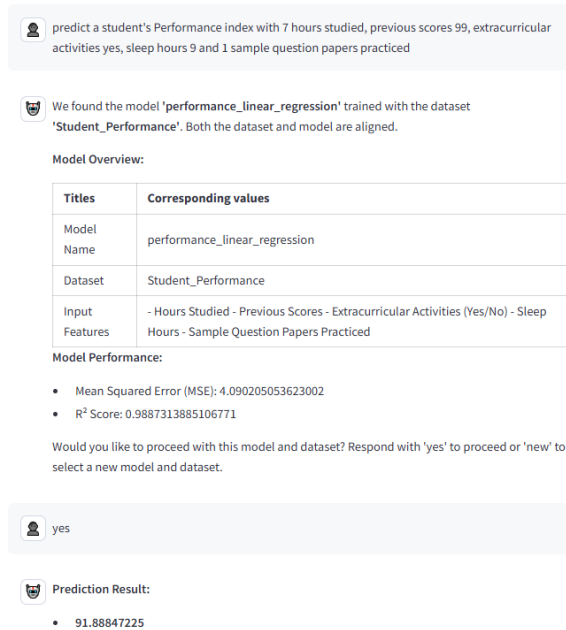 predict a student's Performance index with 7 hours studied, previous scores 99, extracurricular
activities yes, sleep hours 9 and 1 sample question papers practiced
We found the model 'performance_linear_regression' trained with the dataset
'Student_Performance'. Both the dataset and model are aligned.
Model Overview:
Titles Corresponding values
Model
Name
performance_linear_regression
Dataset Student_Performance
Input
Features
- Hours Studied - Previous Scores - Extracurricular Activities (Yes/No) - Sleep
Hours - Sample Question Papers Practiced
Model Performance:
• Mean Squared Error (MSE): 4.090205053623002
• R² Score: 0.9887313885106771
Would you like to proceed with this model and dataset? Respond with 'yes' to proceed or 'new' to
select a new model and dataset.
yes
Prediction Result:
• 91.88847225